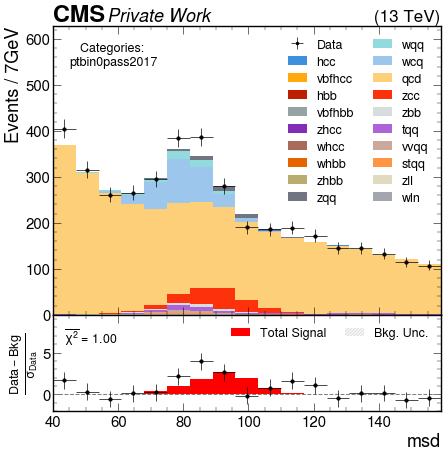 CMS Private Work (13 TeV)
Categories:
ptbin0pass2017
Data
hcc
vbfhcc
hbb
vbfhbb
zhcc
whcc
whbb
zhbb
zqq
wqq
wcq
qcd
zcc
zbb
tqq
vvqq
stqq
zll
wln
Events / 7GeV
600
500
400
300
200
100
0
χ² = 1.00
Total Signal
Bkg. Unc.
Data − Bkg
σData
5
0
40 60 80 100 120 140
msd